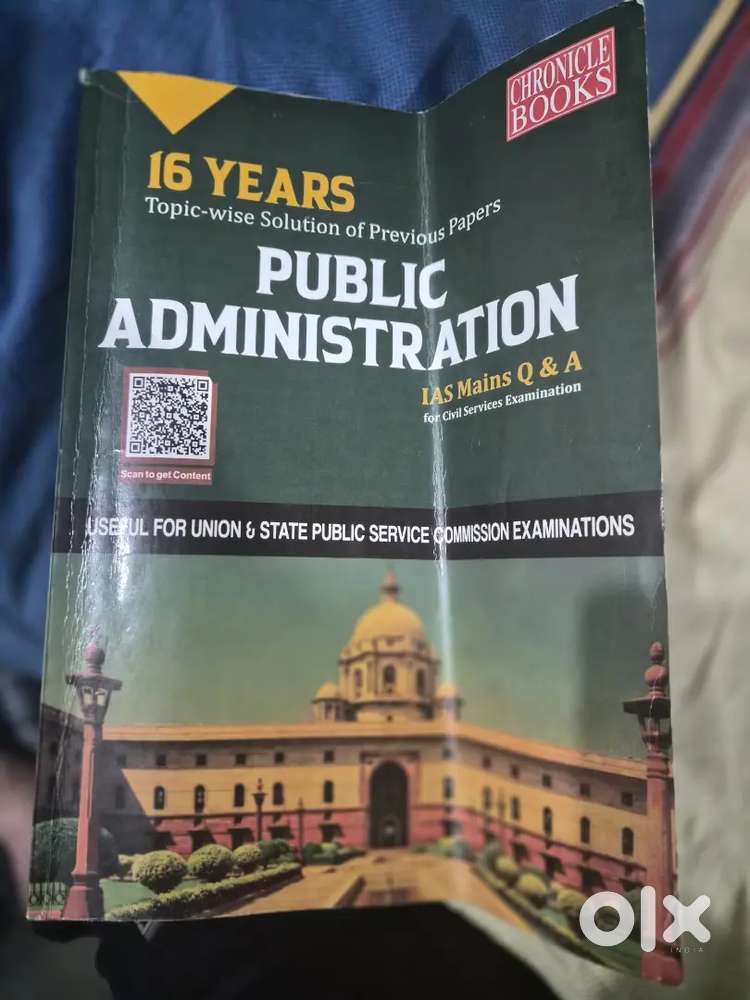 CHRONICLE
BOOKS
16 YEARS
Topic-wise Solution of Previous Papers
PUBLIC
ADMINISTRATION
IAS Mains Q & A
for Civil Services Examination
Scan to get Content
USEFUL FOR UNION & STATE PUBLIC SERVICE COMMISSION EXAMINATIONS
olx
INDIA